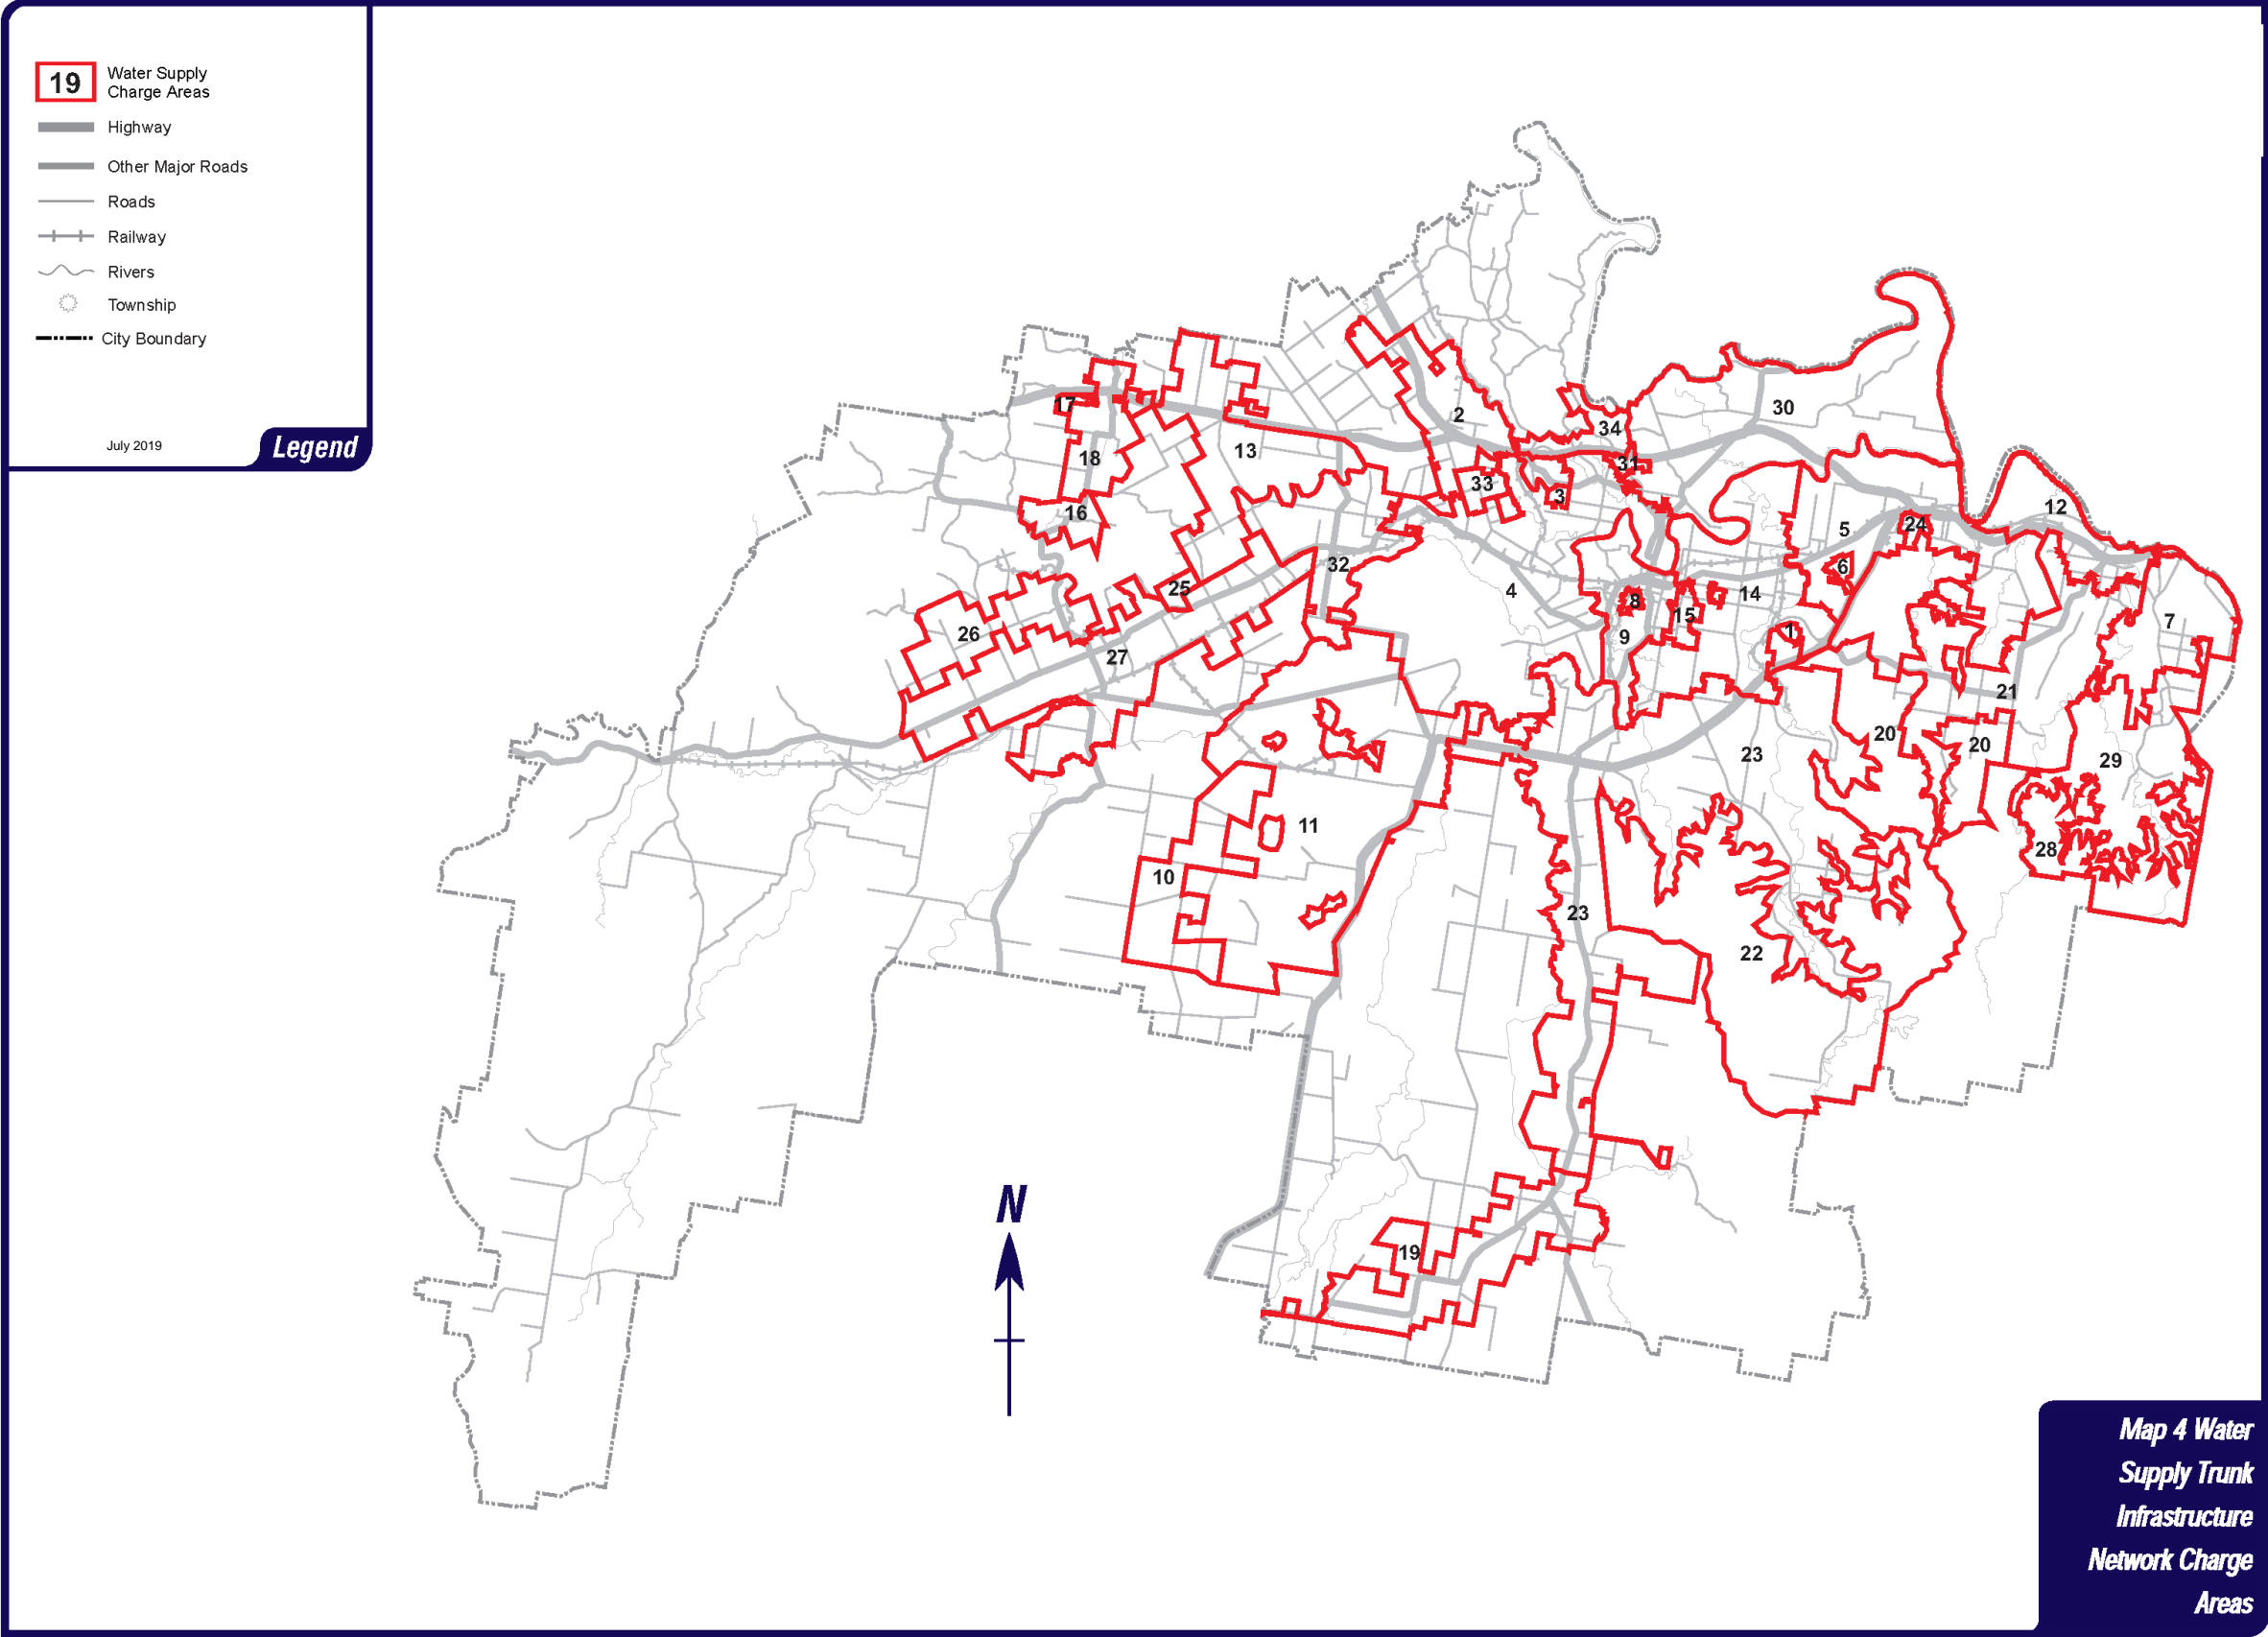 19
Water Supply
Charge Areas
Highway
Other Major Roads
Roads
Railway
Rivers
Township
City Boundary
July 2019
Legend
30
2
17
34
13
18
31
33
3
16
12
24
5
32
6
25
4
14
8
15
7
26
1
9
27
21
20
20
23
29
11
28
10
23
22
N
19
Map 4 Water
Supply Trunk
Infrastructure
Network Charge
Areas